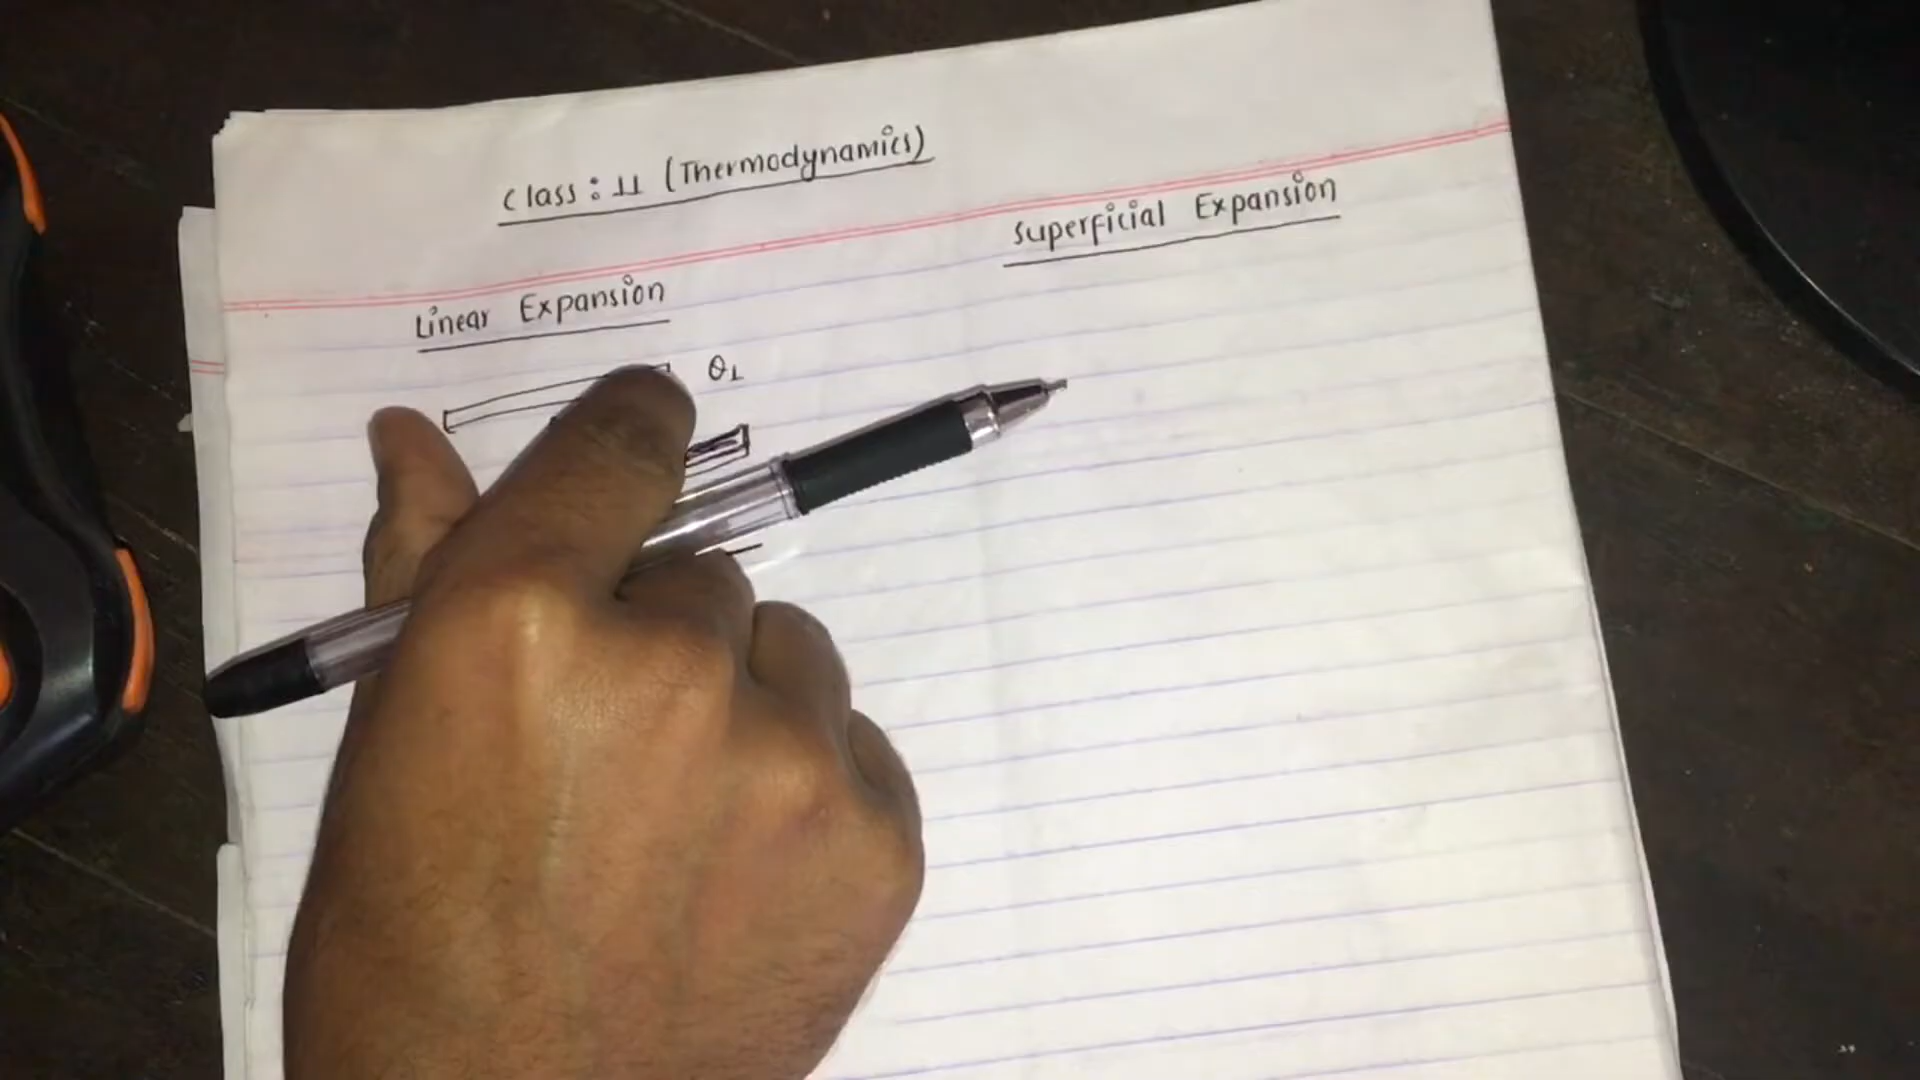 Class: 11 (Thermodynamics)
Superficial Expansion
Linear Expansion
θ1